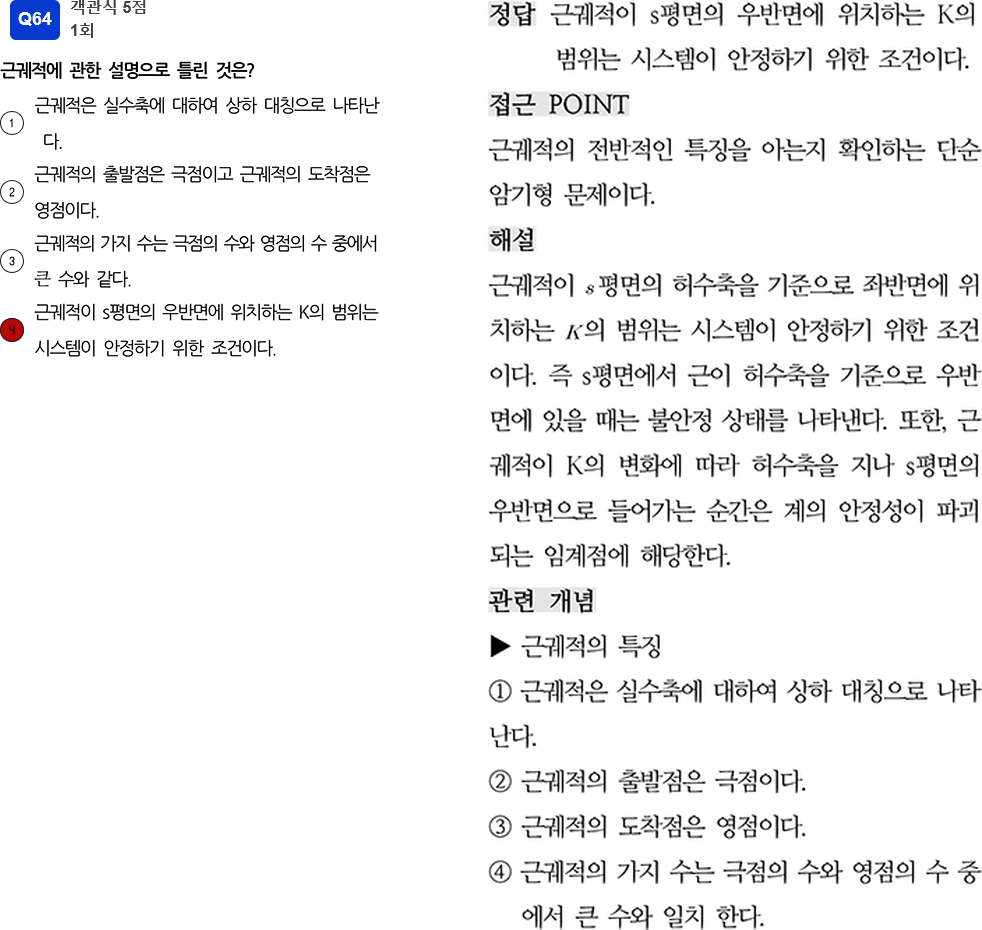 Q64
객관식 5점
1회
근궤적에 관한 설명으로 틀린 것은?
① 근궤적은 실수축에 대하여 상하 대칭으로 나타난
다.
② 근궤적의 출발점은 극점이고 근궤적의 도착점은
영점이다.
③ 근궤적의 가지 수는 극점의 수와 영점의 수 중에서
큰 수와 같다.
④ 근궤적이 s평면의 우반면에 위치하는 K의 범위는
시스템이 안정하기 위한 조건이다.
정답 근궤적이 s평면의 우반면에 위치하는 K의
범위는 시스템이 안정하기 위한 조건이다.
접근 POINT
근궤적의 전반적인 특징을 아는지 확인하는 단순
암기형 문제이다.
해설
근궤적이 s평면의 허수축을 기준으로 좌반면에 위
치하는 K의 범위는 시스템이 안정하기 위한 조건
이다. 즉 s평면에서 근이 허수축을 기준으로 우반
면에 있을 때는 불안정 상태를 나타낸다. 또한, 근
궤적이 K의 변화에 따라 허수축을 지나 s평면의
우반면으로 들어가는 순간은 계의 안정성이 파괴
되는 임계점에 해당한다.
관련 개념
▶ 근궤적의 특징
① 근궤적은 실수축에 대하여 상하 대칭으로 나타
난다.
② 근궤적의 출발점은 극점이다.
③ 근궤적의 도착점은 영점이다.
④ 근궤적의 가지 수는 극점의 수와 영점의 수 중
에서 큰 수와 일치 한다.